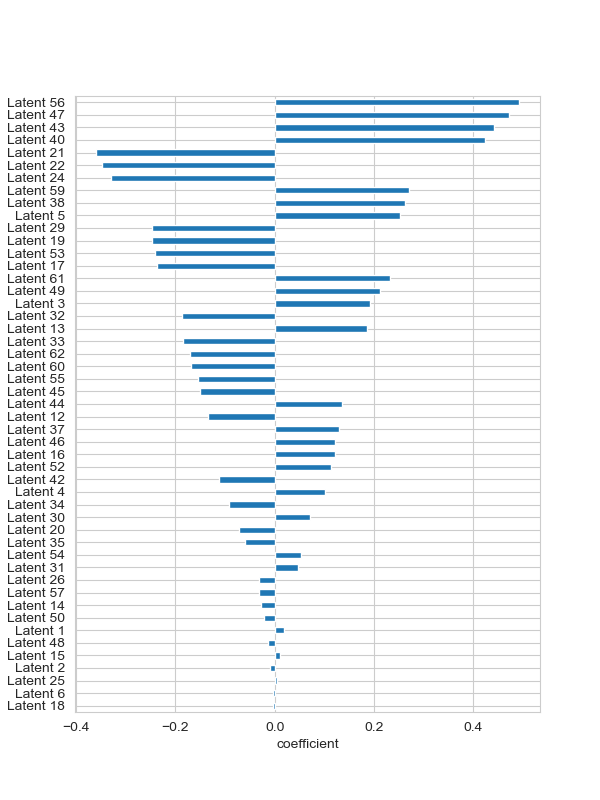 Latent 56
Latent 47
Latent 43
Latent 40
Latent 21
Latent 22
Latent 24
Latent 59
Latent 38
Latent 5
Latent 29
Latent 19
Latent 53
Latent 17
Latent 61
Latent 49
Latent 3
Latent 32
Latent 13
Latent 33
Latent 62
Latent 60
Latent 55
Latent 45
Latent 44
Latent 12
Latent 37
Latent 46
Latent 16
Latent 52
Latent 42
Latent 4
Latent 34
Latent 30
Latent 20
Latent 35
Latent 54
Latent 31
Latent 26
Latent 57
Latent 14
Latent 50
Latent 1
Latent 48
Latent 15
Latent 2
Latent 25
Latent 6
Latent 18
−0.4 −0.2 0.0 0.2 0.4
coefficient